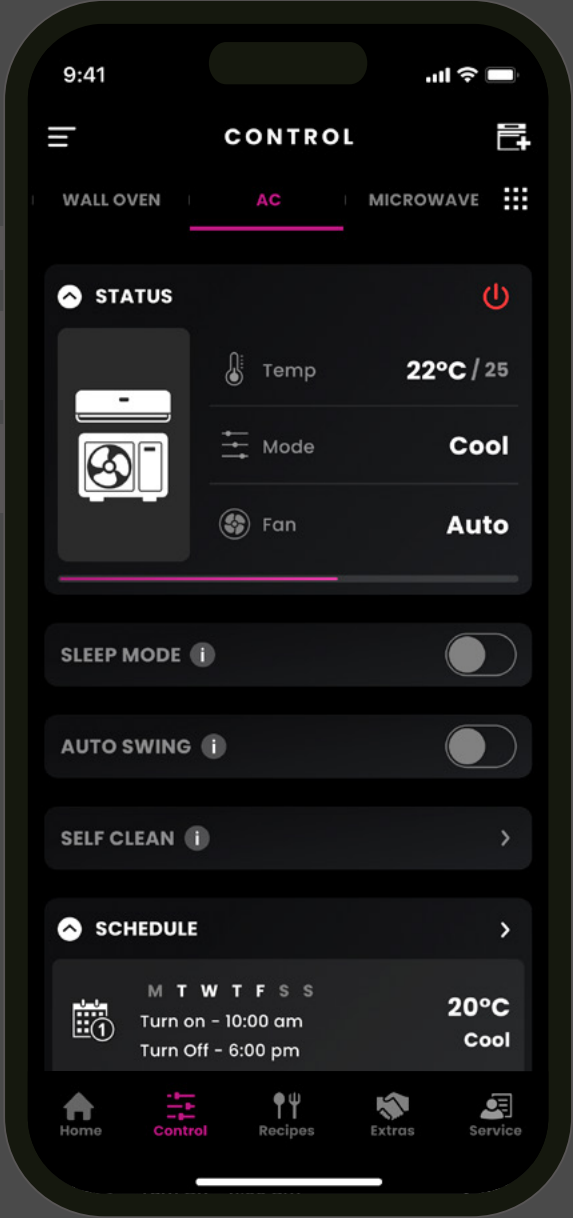 9:41
CONTROL
WALL OVEN
AC
MICROWAVE
STATUS
Temp
22°C / 25
Mode
Cool
Fan
Auto
SLEEP MODE i
AUTO SWING i
SELF CLEAN i
SCHEDULE
M T W T F S S
1
Turn on - 10:00 am
Turn Off - 6:00 pm
20°C
Cool
Home
Control
Recipes
Extras
Service